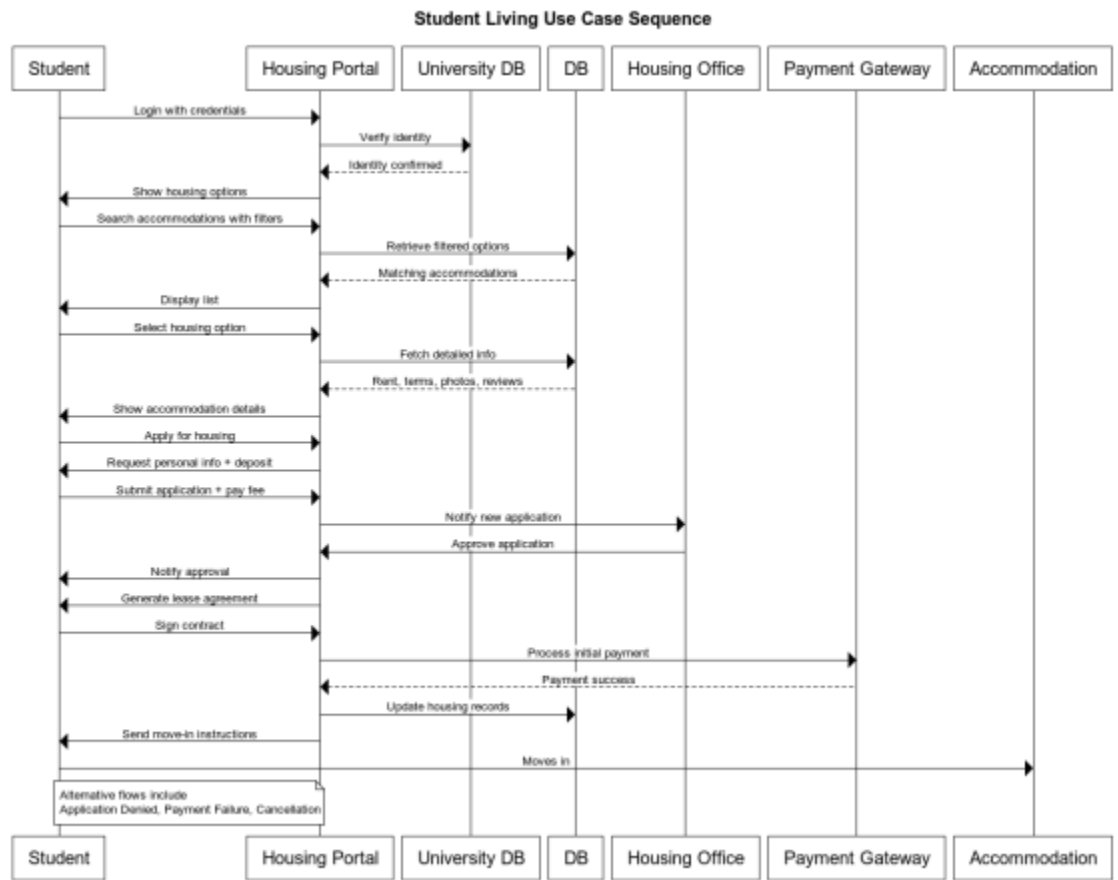 Student Living Use Case Sequence
Student
Housing Portal
University DB
DB
Housing Office
Payment Gateway
Accommodation
Login with credentials
Verify identity
Identity confirmed
Show housing options
Search accommodations with filters
Retrieve filtered options
Matching accommodations
Display list
Select housing option
Fetch detailed info
Rent, terms, photos, reviews
Show accommodation details
Apply for housing
Request personal info + deposit
Submit application + pay fee
Notify new application
Approve application
Notify approval
Generate lease agreement
Sign contract
Process initial payment
Payment success
Update housing records
Send move-in instructions
Moves in
Alternative flows include
Application Denied, Payment Failure, Cancellation
Student
Housing Portal
University DB
DB
Housing Office
Payment Gateway
Accommodation